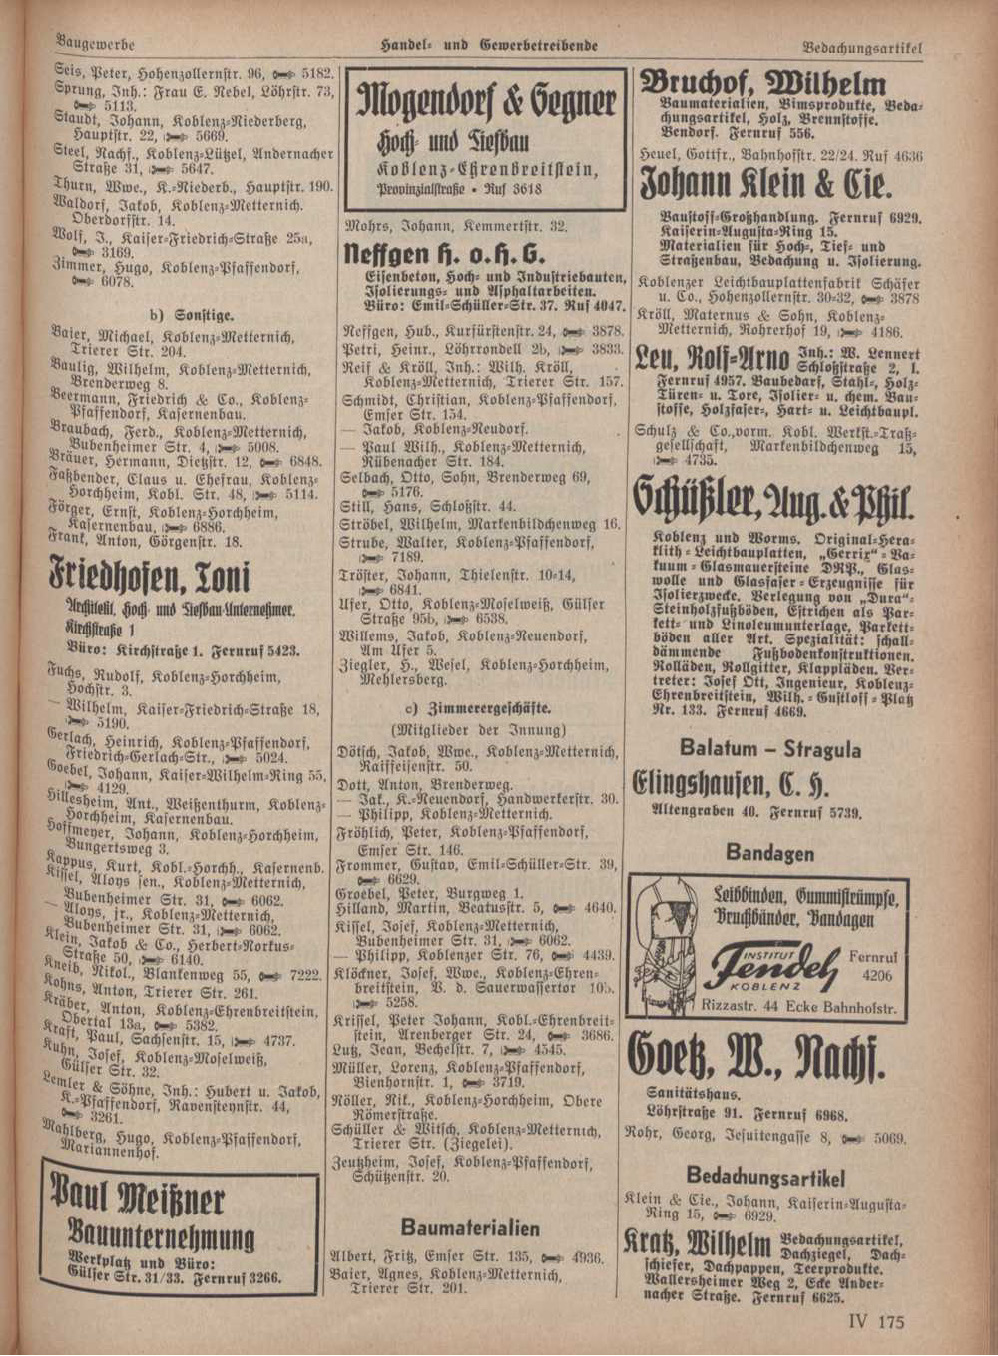 Baugewerbe
Handel- und Gewerbetreibende
Bedachungsartikel
Seis, Peter, Hohenzollernstr. 96, 5182.
Sprung, Inh.: Frau E. Nebel, Löhrstr. 73,
5113.
Staudt, Johann, Koblenz-Niederberg,
Hauptstr. 22, 5669.
Steel, Nachf., Koblenz-Lützel, Andernacher
Straße 31, 5647.
Thurn, Wwe., K.-Niederb., Hauptstr. 190.
Waldorf, Jakob, Koblenz-Metternich.
Oberdorfstr. 14.
Wolf, J., Kaiser-Friedrich-Straße 25a,
3169.
Zimmer, Hugo, Koblenz-Pfaffendorf,
6078.
b) Sonstige.
Baier, Michael, Koblenz-Metternich,
Trierer Str. 204.
Baulig, Wilhelm, Koblenz-Metternich,
Brenderweg 8.
Beermann, Friedrich & Co., Koblenz-
Pfaffendorf, Kasernenbau.
Braubach, Ferd., Koblenz-Metternich,
Bubenheimer Str. 4, 5008.
Bräuer, Hermann, Dietzstr. 12, 6848.
Faßbender, Claus u. Ehefrau, Koblenz-
Horchheim, Kobl. Str. 48, 5114.
Förger, Ernst, Koblenz-Horchheim,
Kasernenbau, 6886.
Frank, Anton, Görgenstr. 18.
Friedhofen, Toni
Architekt, Hoch- und Tiefbau-Unternehmer.
Kirchstraße 1
Büro: Kirchstraße 1. Fernruf 5423.
Fuchs, Rudolf, Koblenz-Horchheim,
Hochstr. 3.
— Wilhelm, Kaiser-Friedrich-Straße 18,
5190.
Gerlach, Heinrich, Koblenz-Pfaffendorf,
Friedrich-Gerlach-Str., 5024.
Goebel, Johann, Kaiser-Wilhelm-Ring 55,
4129.
Hillesheim, Ant., Weißenthurm, Koblenz-
Horchheim, Kasernenbau.
Hoffmeyer, Johann, Koblenz-Horchheim,
Bungertsweg 3.
Kappus, Kurt, Kobl.-Horchh., Kasernenb.
Kissel, Aloys sen., Koblenz-Metternich,
Bubenheimer Str. 31, 6062.
— Aloys, jr., Koblenz-Metternich,
Bubenheimer Str. 31, 6062.
Klein, Jakob & Co., Herbert-Norkus-
Straße 50, 6140.
Kneib, Nikol., Blankenweg 55, 7222.
Kohns, Anton, Trierer Str. 261.
Kräber, Anton, Koblenz-Ehrenbreitstein,
Obertal 13a, 5382.
Kraft, Paul, Sachsenstr. 15, 4737.
Kuhn, Josef, Koblenz-Moselweiß,
Gülser Str. 32.
Lemler & Söhne, Inh.: Hubert u. Jakob,
K.-Pfaffendorf, Ravensteynstr. 44,
3261.
Mahlberg, Hugo, Koblenz-Pfaffendorf,
Mariannenhof.
Paul Meißner
Bauunternehmung
Werkplatz und Büro:
Gülser Str. 31/33. Fernruf 3266.
Mogendorf & Gegner
Hoch- und Tiefbau
Koblenz-Ehrenbreitstein,
Provinzialstraße • Ruf 3618
Mohrs, Johann, Kemmertstr. 32.
Neffgen H. o.H.G.
Eisenbeton, Hoch- und Industriebauten,
Isolierungs- und Asphaltarbeiten.
Büro: Emil-Schüller-Str. 37. Ruf 4047.
Neffgen, Hub., Kurfürstenstr. 24, 3878.
Petri, Heinr., Löhrrondell 2b, 3833.
Reif & Kröll, Inh.: Wilh. Kröll,
Koblenz-Metternich, Trierer Str. 157.
Schmidt, Christian, Koblenz-Pfaffendorf,
Emser Str. 154.
— Jakob, Koblenz-Neudorf.
— Paul Wilh., Koblenz-Metternich,
Rübenacher Str. 184.
Selbach, Otto, Sohn, Brenderweg 69,
5176.
Still, Hans, Schloßstr. 44.
Ströbel, Wilhelm, Markenbildchenweg 16.
Strube, Walter, Koblenz-Pfaffendorf,
7189.
Tröster, Johann, Thielenstr. 10-14,
6841.
Ufer, Otto, Koblenz-Moselweiß, Gülser
Straße 95b, 6538.
Willems, Jakob, Koblenz-Neuendorf,
Am Ufer 5.
Ziegler, H., Wesel, Koblenz-Horchheim,
Mehlersberg.
c) Zimmerergeschäfte.
(Mitglieder der Innung)
Dötsch, Jakob, Wwe., Koblenz-Metternich,
Raiffeisenstr. 50.
Dott, Anton, Brenderweg.
— Jak., K.-Neuendorf, Handwerkerstr. 30.
— Philipp, Koblenz-Metternich.
Fröhlich, Peter, Koblenz-Pfaffendorf,
Emser Str. 146.
Frommer, Gustav, Emil-Schüller-Str. 39,
6629.
Groebel, Peter, Burgweg 1.
Hilland, Martin, Beatusstr. 5, 4640.
Kissel, Josef, Koblenz-Metternich,
Bubenheimer Str. 31, 6062.
— Philipp, Koblenzer Str. 76, 4439.
Klöckner, Josef, Wwe., Koblenz-Ehren-
breitstein, V. d. Sauerwassertor 10b.
5258.
Krissel, Peter Johann, Kobl.-Ehrenbreit-
stein, Arenberger Str. 24, 3686.
Lutz, Jean, Bechelstr. 7, 4545.
Müller, Lorenz, Koblenz-Pfaffendorf,
Bienhornstr. 1, 3719.
Nöller, Nik., Koblenz-Horchheim, Obere
Römerstraße.
Schüller & Witsch, Koblenz-Metternich,
Trierer Str. (Ziegelei).
Zeutzheim, Josef, Koblenz-Pfaffendorf,
Schützenstr. 20.
Baumaterialien
Albert, Fritz, Emser Str. 135, 4936.
Baier, Agnes, Koblenz-Metternich,
Trierer Str. 201.
Bruchof, Wilhelm
Baumaterialien, Bimsprodukte, Beda-
chungsartikel, Holz, Brennstoffe.
Bendorf. Fernruf 556.
Heuel, Gottfr., Bahnhofstr. 22/24. Ruf 4636
Johann Klein & Cie.
Baustoff-Großhandlung. Fernruf 6929.
Kaiserin-Augusta-Ring 15.
Materialien für Hoch-, Tief- und
Straßenbau, Bedachung u. Isolierung.
Koblenzer Leichtbauplattenfabrik Schäfer
u. Co., Hohenzollernstr. 30-32, 3878
Kröll, Maternus & Sohn, Koblenz-
Metternich, Rohrerhof 19, 4186.
Leu, Rolf-Arno Inh.: W. Lennert
Schloßstraße 2, I.
Fernruf 4957. Baubedarf, Stahl-, Holz-
Türen- u. Tore, Isolier- u. chem. Bau-
stoffe, Holzfaser-, Hart- u. Leichtbaupl.
Schulz & Co., vorm. Kobl. Werkst.-Traß-
gesellschaft, Markenbildchenweg 15,
4735.
Schüßler, Aug. & Phil.
Koblenz und Worms. Original-Hera-
klith-Leichtbauplatten, „Gerrix“-Va-
kuum-Glasmauersteine DRP., Glas-
wolle und Glasfaser-Erzeugnisse für
Isolierzwecke. Verlegung von „Dura“-
Steinholzfußböden, Estrichen als Par-
kett- und Linoleumunterlage, Parkett-
böden aller Art. Spezialität: schall-
dämmende Fußbodenkonstruktionen.
Rolläden, Rollgitter, Klappläden. Ver-
treter: Josef Ott, Ingenieur, Koblenz-
Ehrenbreitstein, Wilh.-Gustloff-Platz
Nr. 133. Fernruf 4669.
Balatum – Stragula
Elingshausen, C. H.
Altengraben 40. Fernruf 5739.
Bandagen
Leibbinden, Gummistrümpfe,
Bruchbänder, Bandagen
INSTITUT
Fendel
KOBLENZ
Fernruf
4206
Rizzastr. 44 Ecke Bahnhofstr.
Goetz, W., Nachf.
Sanitätshaus.
Löhrstraße 91. Fernruf 6968.
Rohr, Georg, Jesuitengasse 8, 5069.
Bedachungsartikel
Klein & Cie., Johann, Kaiserin-Augusta-
Ring 15, 6929.
Kratz, Wilhelm Bedachungsartikel,
Dachziegel, Dach-
schiefer, Dachpappen, Teerprodukte.
Wallersheimer Weg 2, Ecke Ander-
nacher Straße. Fernruf 6625.
IV 175